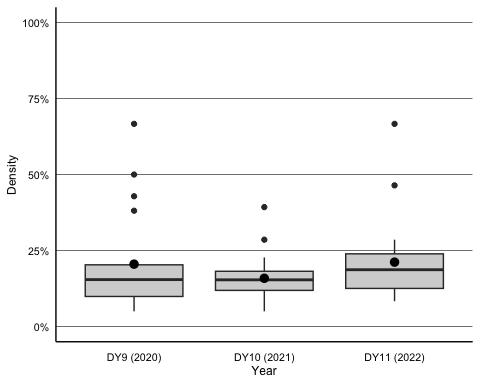 100%
75%
50%
25%
0%
Density
DY9 (2020)
DY10 (2021)
DY11 (2022)
Year